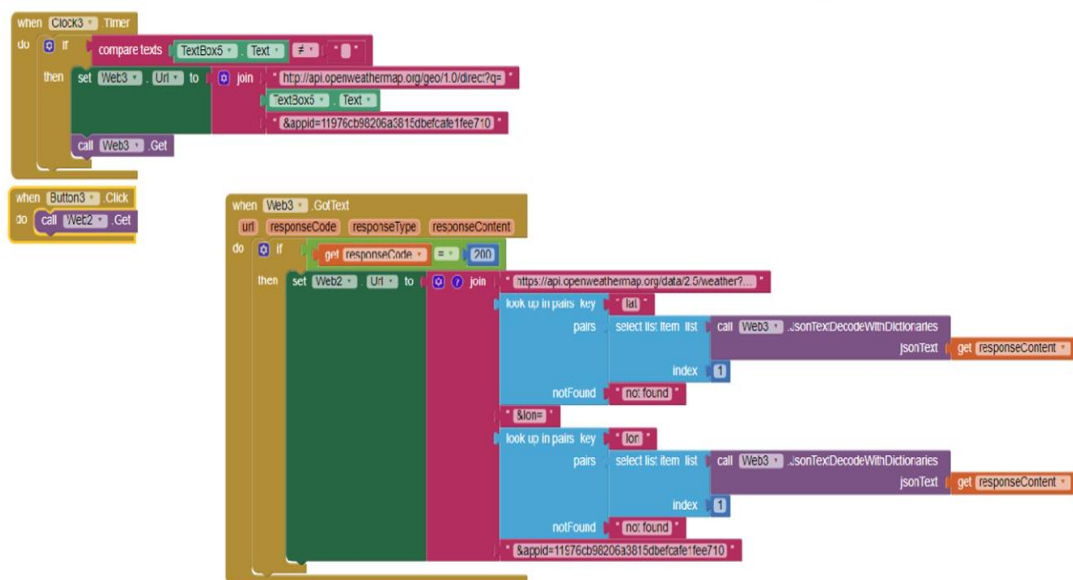 when Clock3 .Timer
do if compare texts TextBox5 . Text ≠ " "
then set Web3 . Url to join " http://api.openweathermap.org/geo/1.0/direct?q= "
TextBox5 . Text
" &appid=11976cb98206a3815dbefcafe1fee710 "
call Web3 .Get
when Button3 .Click
do call Web2 .Get
when Web3 .GotText
url responseCode responseType responseContent
do if get responseCode = 200
then set Web2 . Url to join " https://api.openweathermap.org/data/2.5/weather?... "
look up in pairs key " lat "
pairs select list item list call Web3 .JsonTextDecodeWithDictionaries
jsonText get responseContent
index 1
notFound " not found "
" &lon= "
look up in pairs key " lon "
pairs select list item list call Web3 .JsonTextDecodeWithDictionaries
jsonText get responseContent
index 1
notFound " not found "
" &appid=11976cb98206a3815dbefcafe1fee710 "